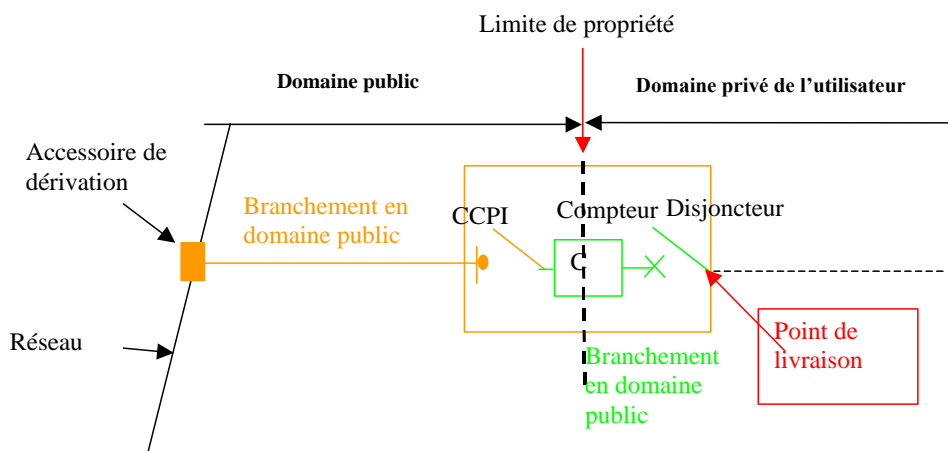 Limite de propriété
Domaine public
Domaine privé de l’utilisateur
Accessoire de
dérivation
Branchement en
domaine public
CCPI
Compteur
Disjoncteur
C
Réseau
Point de
livraison
Branchement
en domaine
public